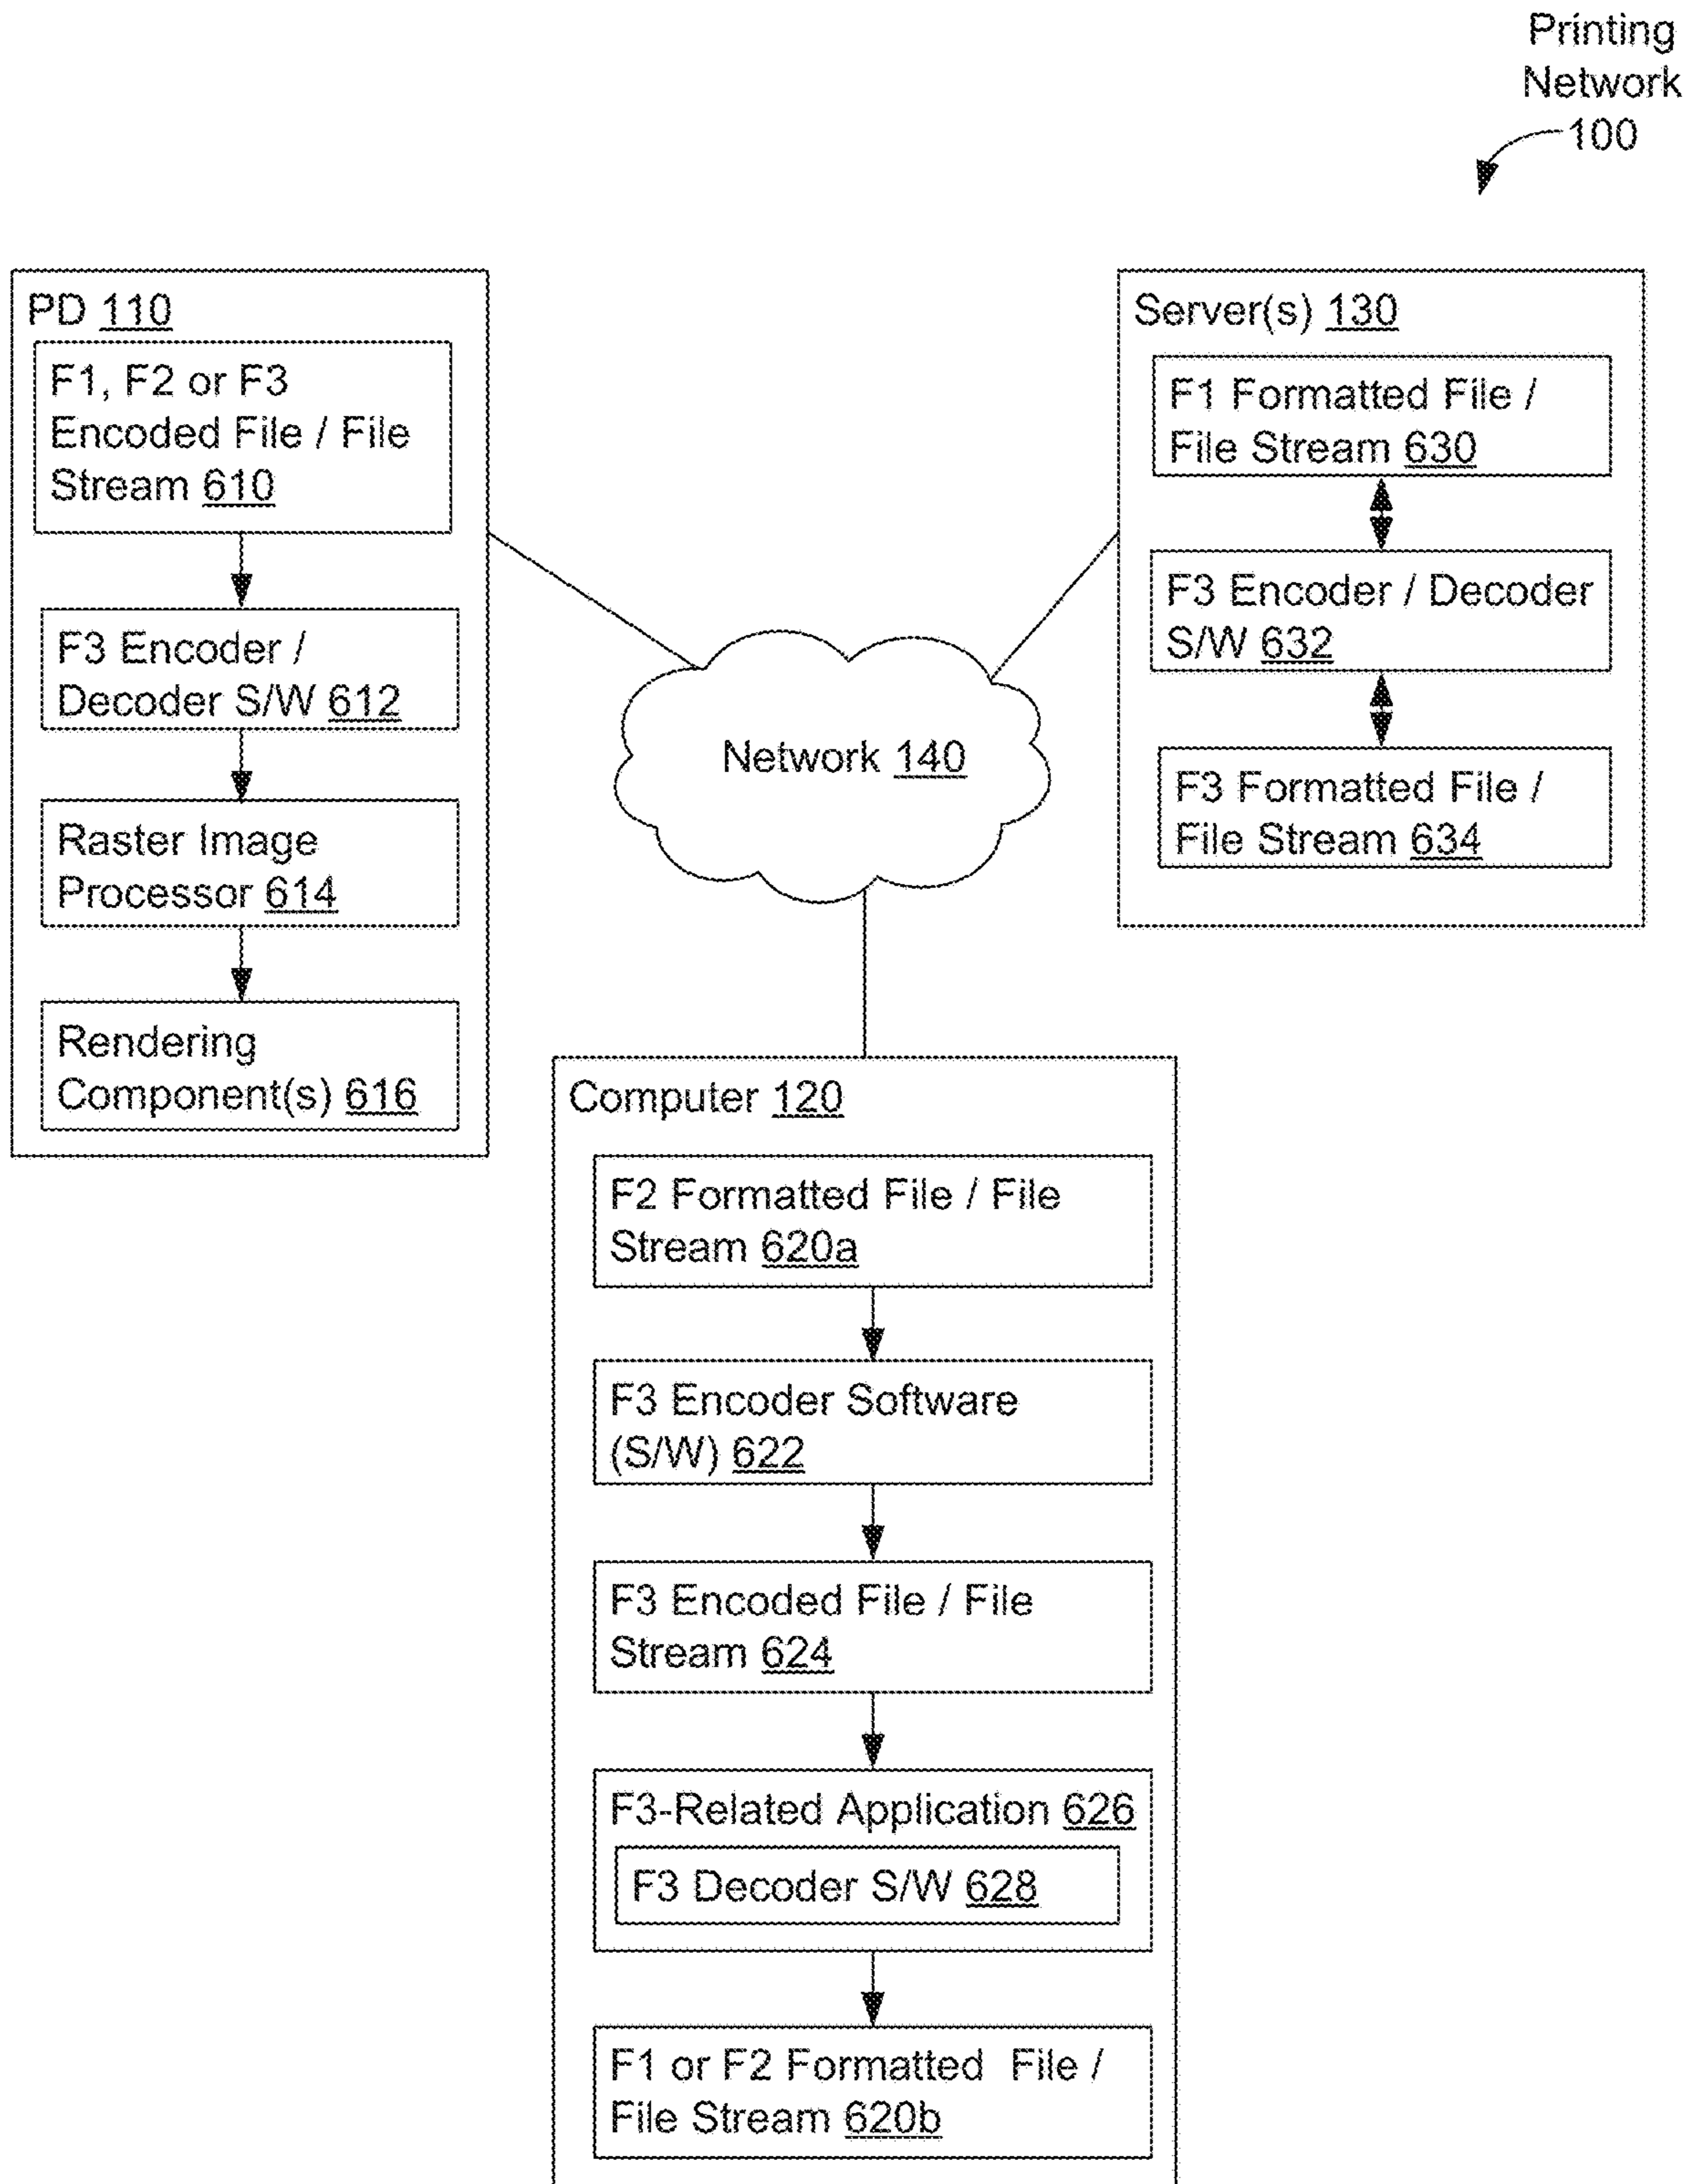 Printing
Network
100
PD 110
F1, F2 or F3
Encoded File / File
Stream 610
F3 Encoder /
Decoder S/W 612
Raster Image
Processor 614
Rendering
Component(s) 616
Server(s) 130
F1 Formatted File /
File Stream 630
F3 Encoder / Decoder
S/W 632
F3 Formatted File /
File Stream 634
Network 140
Computer 120
F2 Formatted File / File
Stream 620a
F3 Encoder Software
(S/W) 622
F3 Encoded File / File
Stream 624
F3-Related Application 626
F3 Decoder S/W 628
F1 or F2 Formatted File /
File Stream 620b